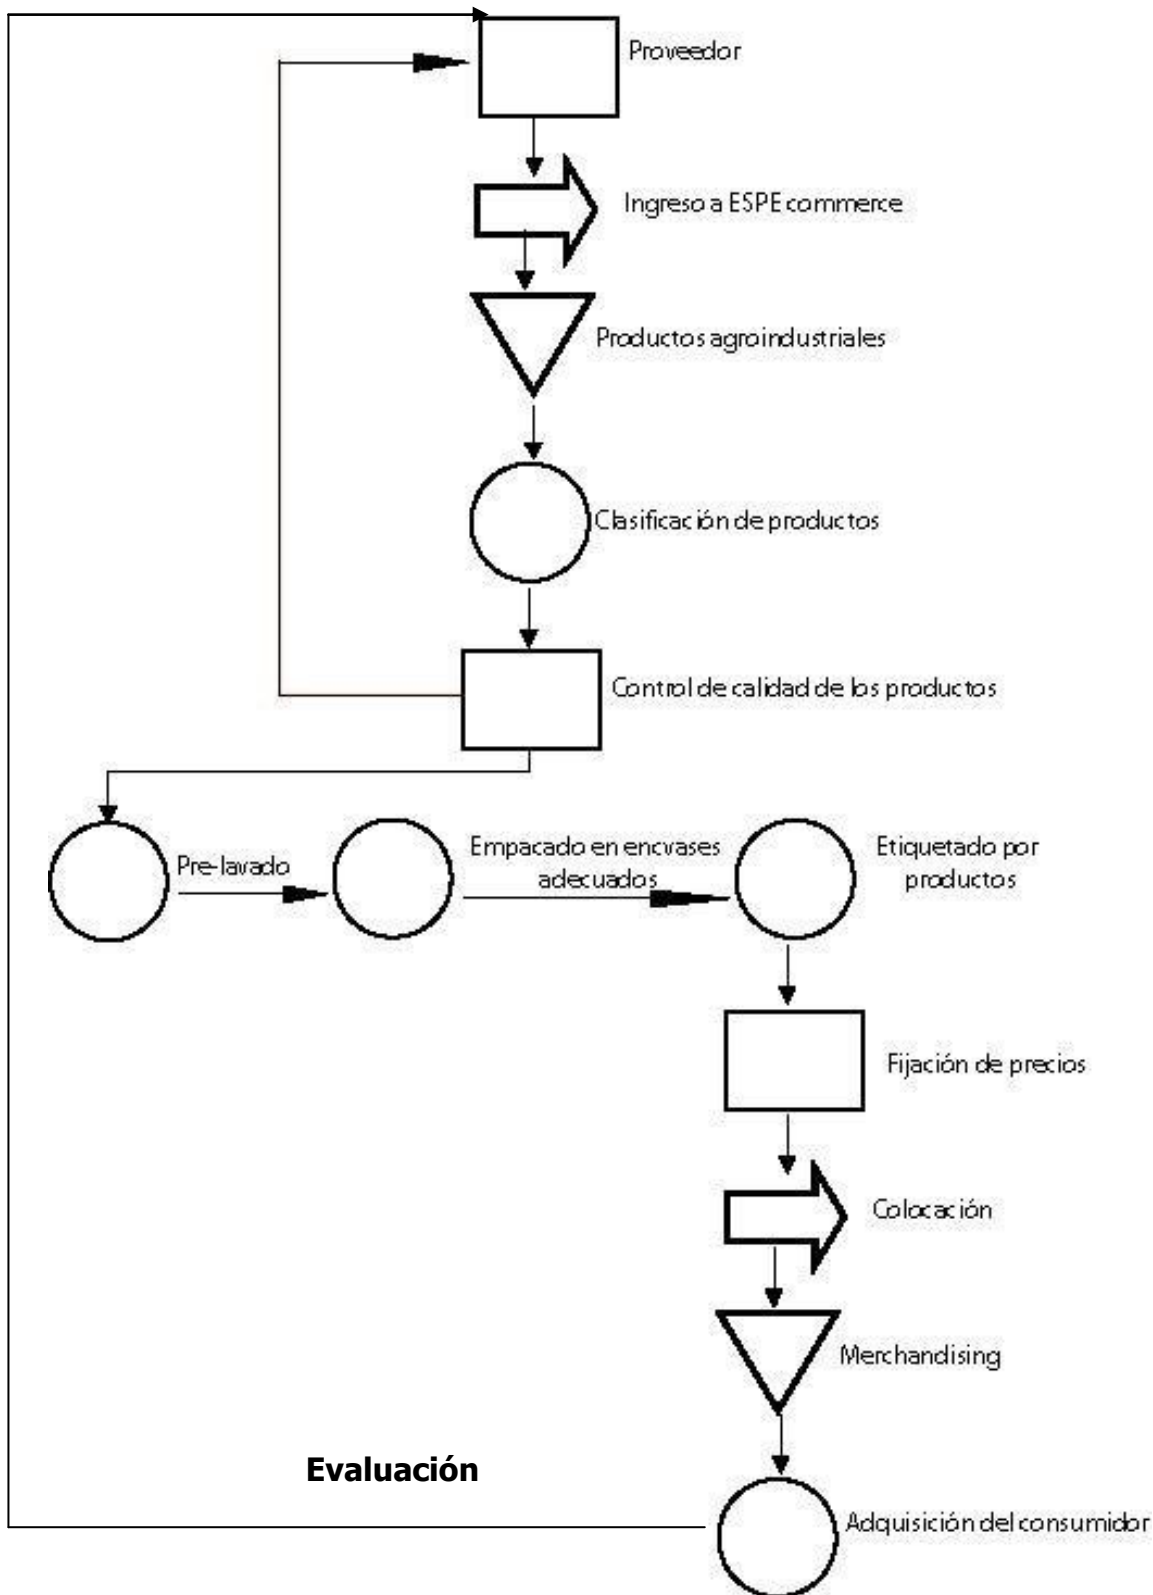 Proveedor
Ingreso a ESPE commerce
Productos agroindustriales
Clasificación de productos
Control de calidad de los productos
Pre-lavado
Empacado en encvases
adecuados
Etiquetado por
productos
Fijación de precios
Colocación
Merchandising
Evaluación
Adquisición del consumidor